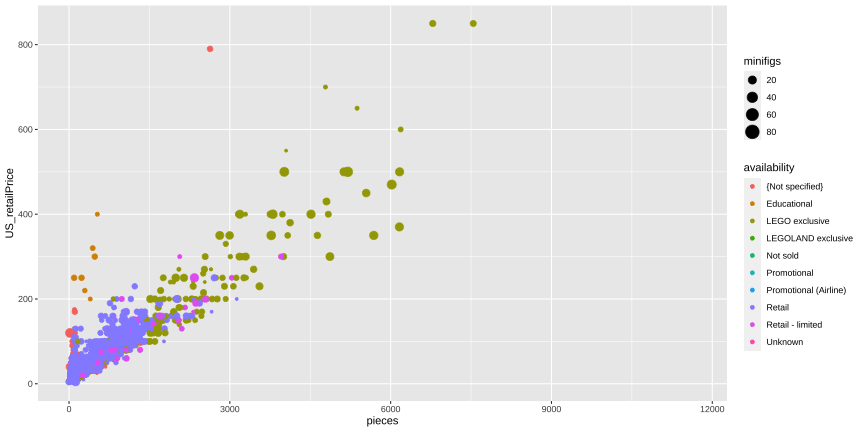 800
600
400
200
0
US_retailPrice
0
3000
6000
9000
12000
pieces
minifigs
20
40
60
80
availability
{Not specified}
Educational
LEGO exclusive
LEGOLAND exclusive
Not sold
Promotional
Promotional (Airline)
Retail
Retail - limited
Unknown